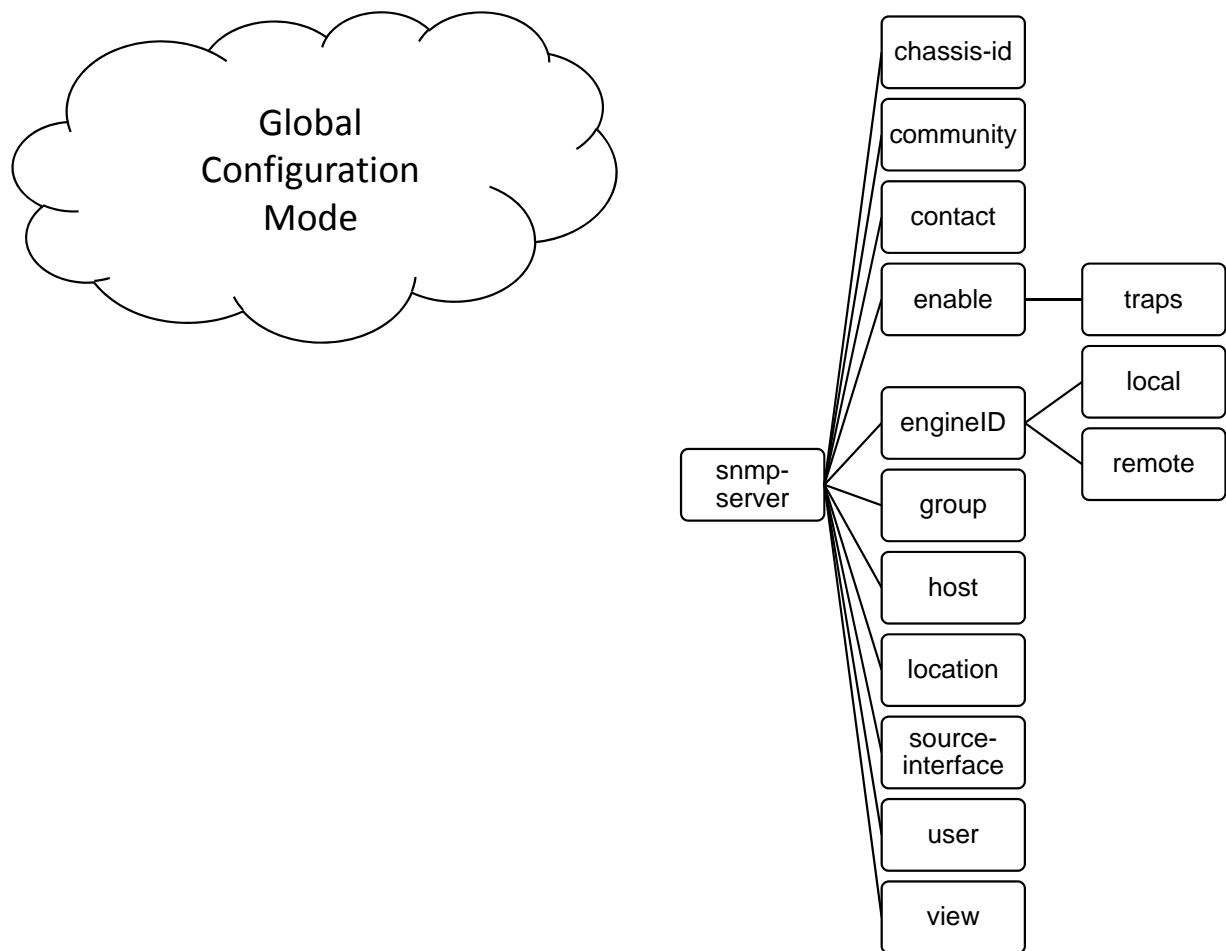 Global
Configuration
Mode
snmp-
server
chassis-id
community
contact
enable
traps
engineID
local
remote
group
host
location
source-
interface
user
view